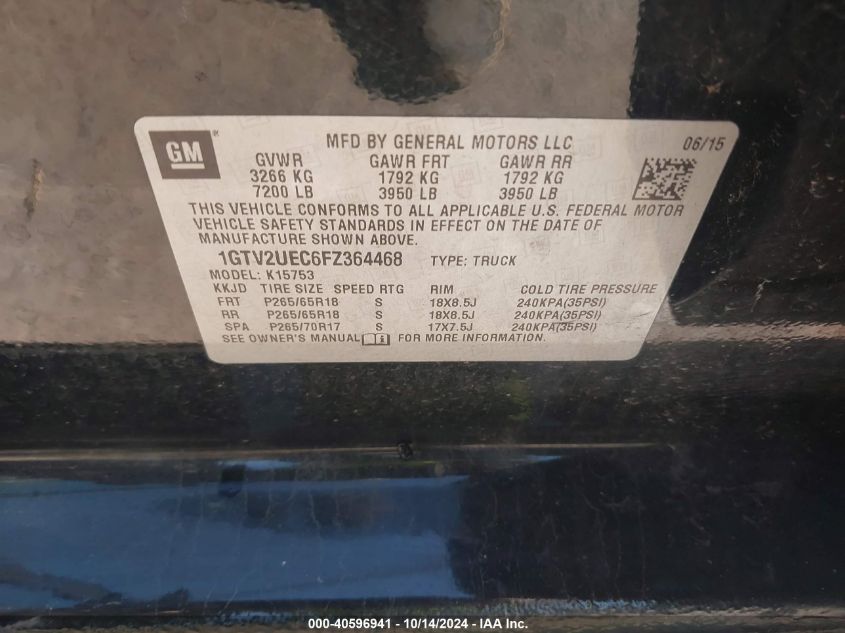 GM
MFD BY GENERAL MOTORS LLC
06/15
GVWR GAWR FRT GAWR RR
3266 KG 1792 KG 1792 KG
7200 LB 3950 LB 3950 LB
THIS VEHICLE CONFORMS TO ALL APPLICABLE U.S. FEDERAL MOTOR
VEHICLE SAFETY STANDARDS IN EFFECT ON THE DATE OF
MANUFACTURE SHOWN ABOVE.
1GTV2UEC6FZ364468 TYPE: TRUCK
MODEL: K15753
KKJD TIRE SIZE SPEED RTG RIM COLD TIRE PRESSURE
FRT P265/65R18 S 18X8.5J 240KPA(35PSI)
RR P265/65R18 S 18X8.5J 240KPA(35PSI)
SPA P265/70R17 S 17X7.5J 240KPA(35PSI)
SEE OWNER'S MANUAL FOR MORE INFORMATION.
000-40596941 - 10/14/2024 - IAA Inc.